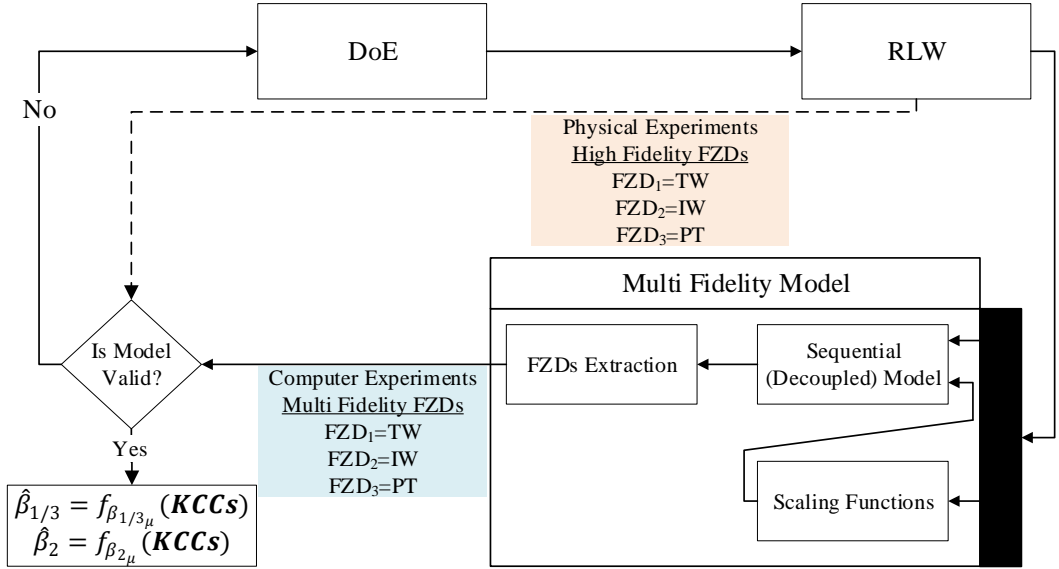 DoE
RLW
No
Physical Experiments
High Fidelity FZDs
FZD₁=TW
FZD₂=IW
FZD₃=PT
Multi Fidelity Model
Is Model
Valid?
FZDs Extraction
Sequential
(Decoupled) Model
Computer Experiments
Multi Fidelity FZDs
FZD₁=TW
FZD₂=IW
FZD₃=PT
Yes
Scaling Functions
β̂₁/₃ = f_β₁/₃μ (KCCs)
β̂₂ = f_β₂μ (KCCs)